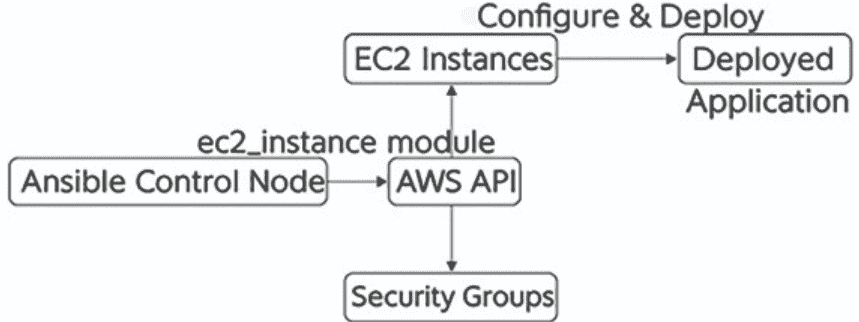 Configure & Deploy
EC2 Instances
Deployed
Application
ec2_instance module
Ansible Control Node
AWS API
Security Groups